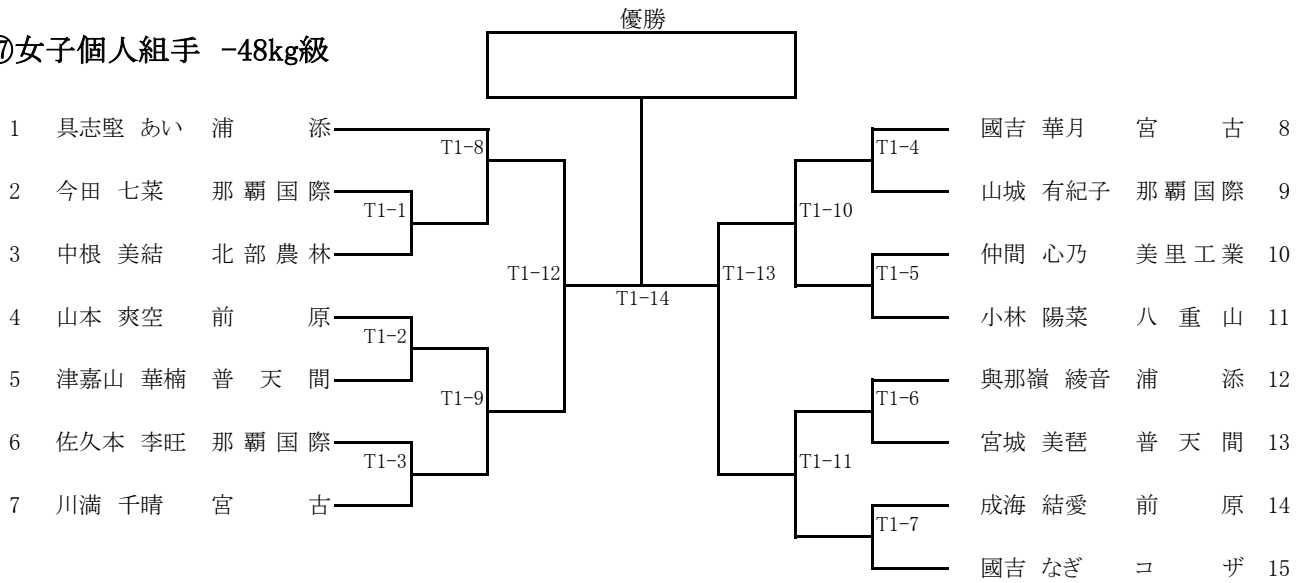 優勝
⑦女子個人組手 -48kg級
1 具志堅 あい 浦添
T1-8
2 今田 七菜 那覇国際
T1-1
3 中根 美結 北部農林
T1-12
4 山本 爽空 前原
T1-2
5 津嘉山 華楠 普天間
T1-9
6 佐久本 李旺 那覇国際
T1-3
7 川満 千晴 宮古
T1-14
國吉 華月 宮古 8
T1-4
山城 有紀子 那覇国際 9
T1-10
仲間 心乃 美里工業 10
T1-13
T1-5
小林 陽菜 八重山 11
與那嶺 綾音 浦添 12
T1-6
宮城 美琶 普天間 13
T1-11
成海 結愛 前原 14
T1-7
國吉 なぎ コザ 15